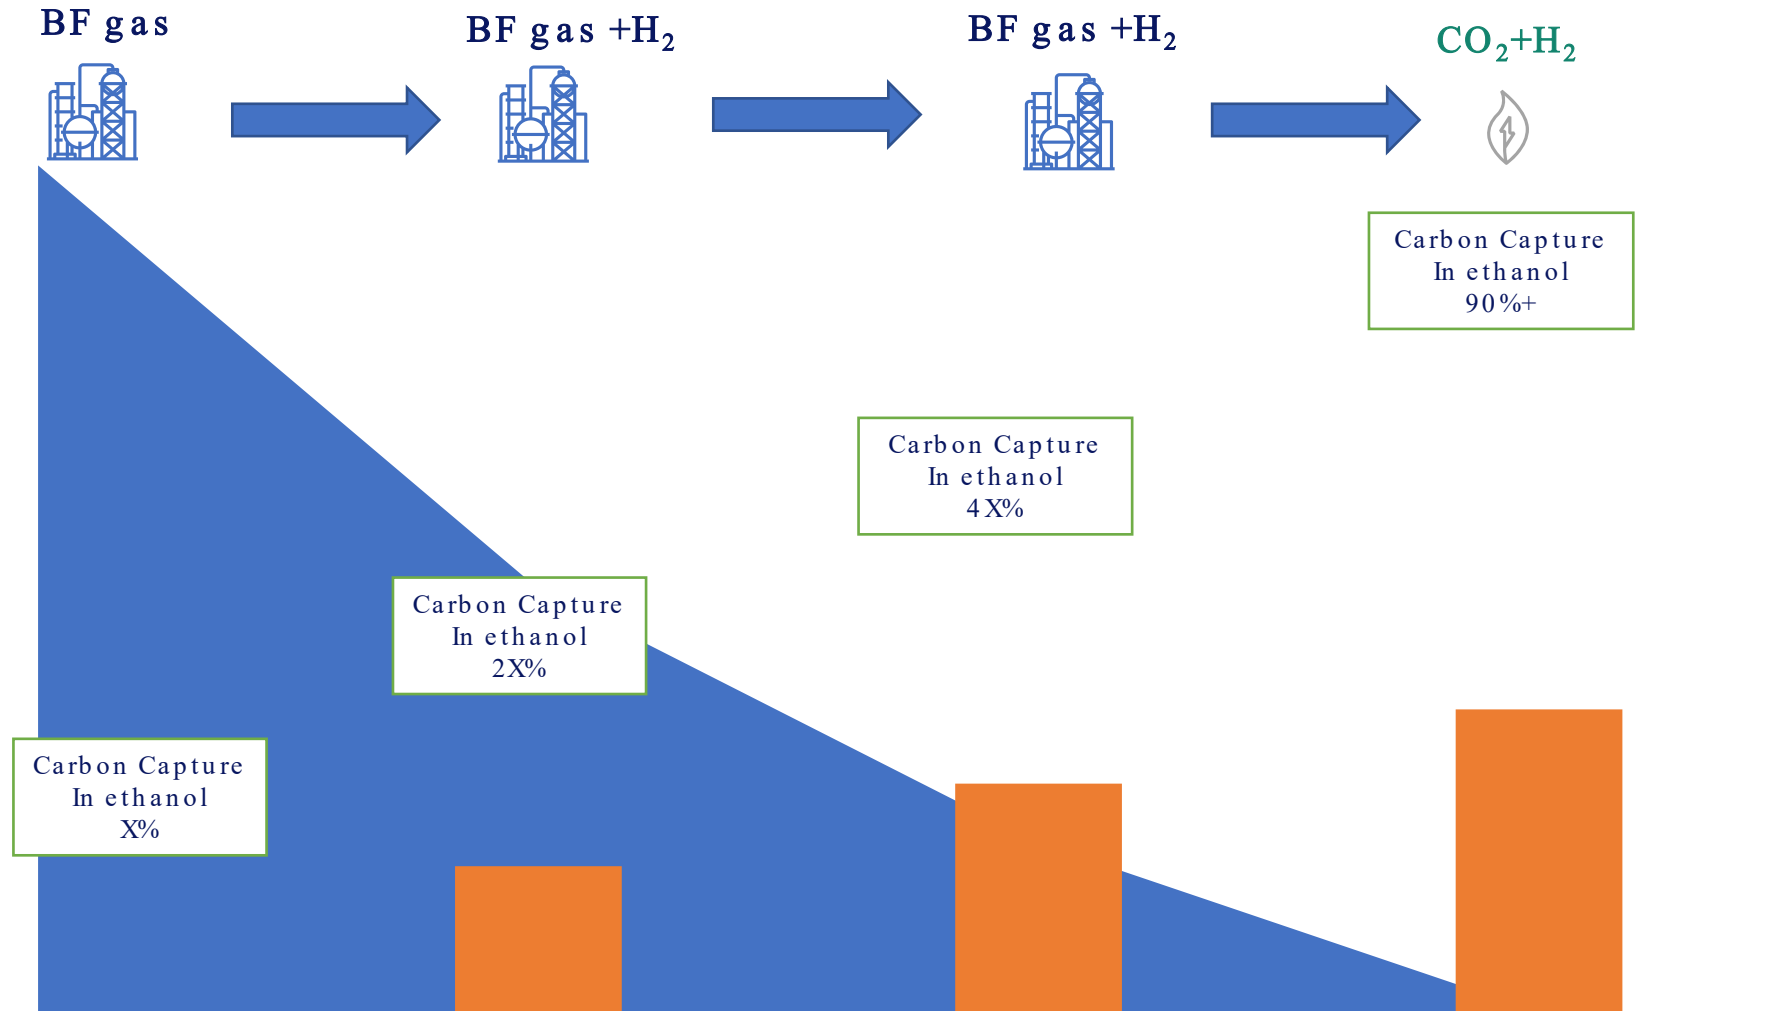 BF gas
BF gas +H₂
BF gas +H₂
CO₂+H₂
Carbon Capture
In ethanol
90%+
Carbon Capture
In ethanol
4X%
Carbon Capture
In ethanol
2X%
Carbon Capture
In ethanol
X%